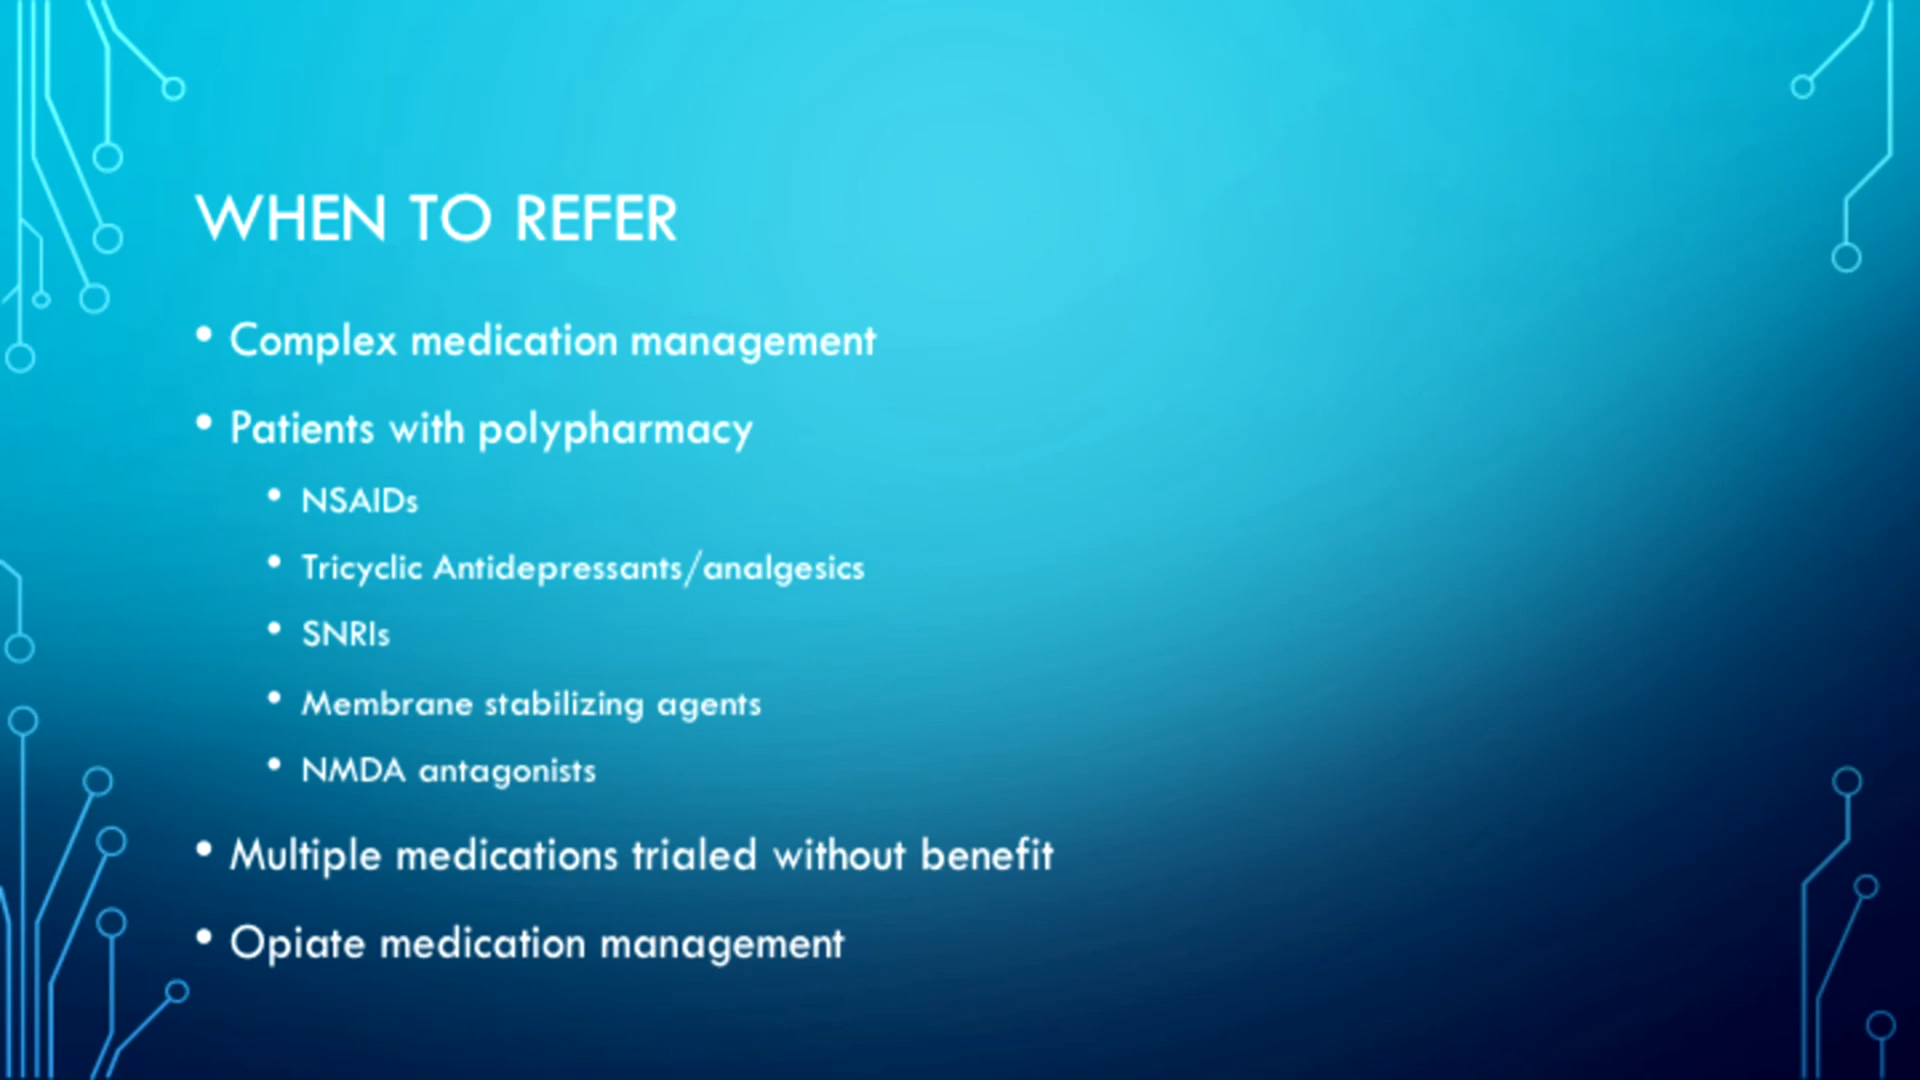 WHEN TO REFER
• Complex medication management
• Patients with polypharmacy
• NSAIDs
• Tricyclic Antidepressants/analgesics
• SNRIs
• Membrane stabilizing agents
• NMDA antagonists
• Multiple medications trialed without benefit
• Opiate medication management